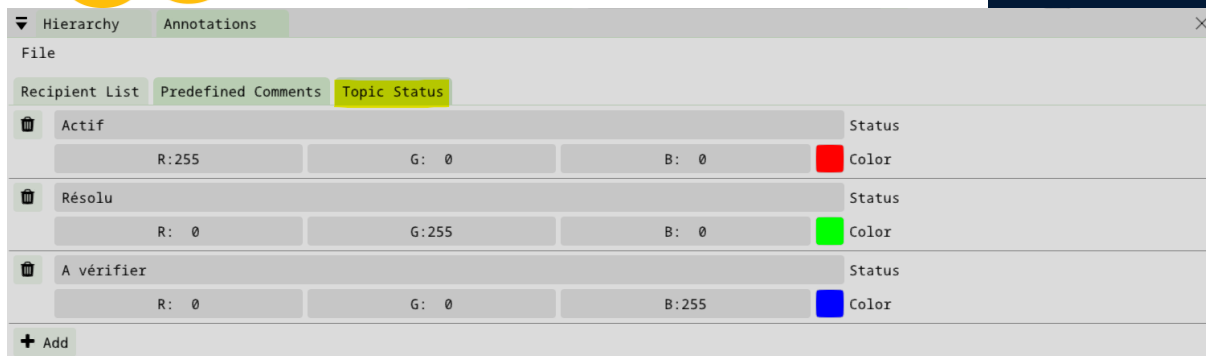 Hierarchy Annotations
File
Recipient List Predefined Comments Topic Status
Actif Status
R:255 G: 0 B: 0 Color
Résolu Status
R: 0 G:255 B: 0 Color
A vérifier Status
R: 0 G: 0 B:255 Color
Add